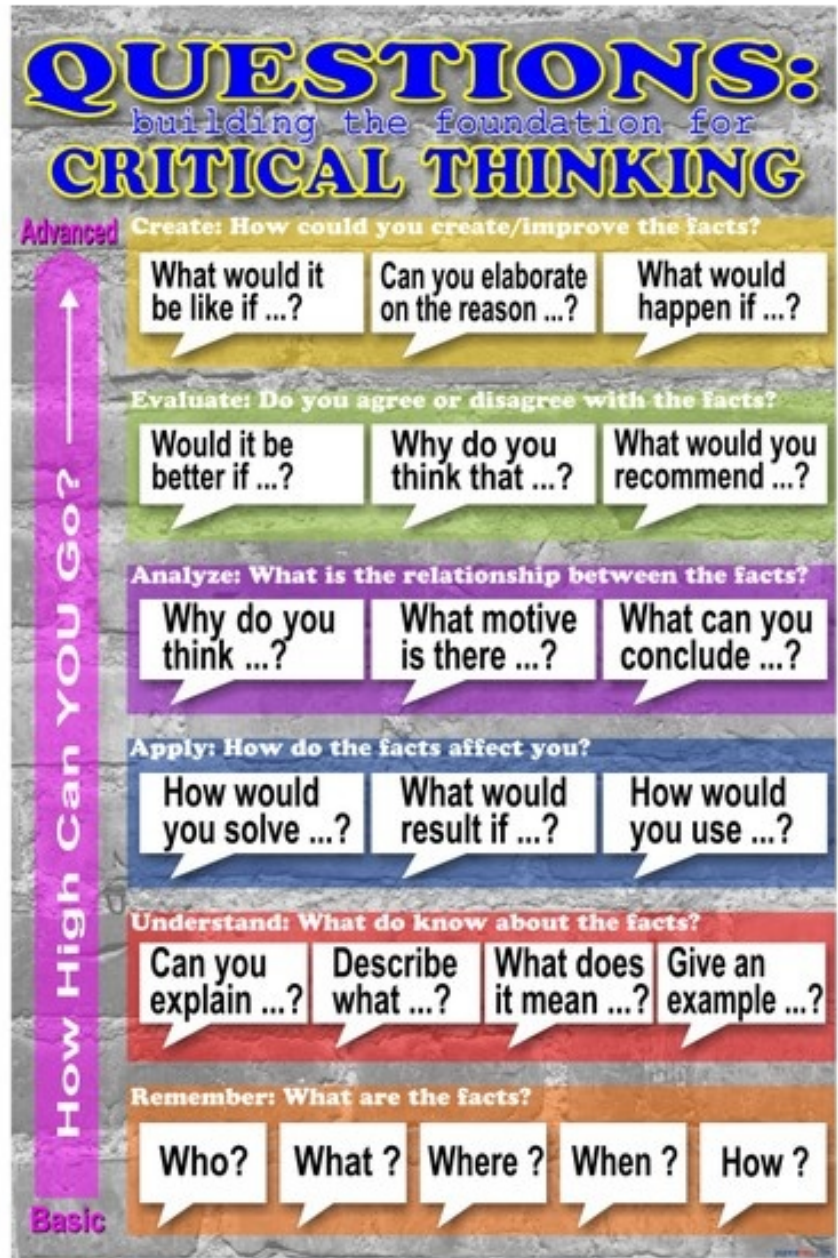 QUESTIONS:
building the foundation for
CRITICAL THINKING
Advanced
How High Can YOU Go?
Basic
Create: How could you create/improve the facts?
What would it
be like if ...?
Can you elaborate
on the reason ...?
What would
happen if ...?
Evaluate: Do you agree or disagree with the facts?
Would it be
better if ...?
Why do you
think that ...?
What would you
recommend ...?
Analyze: What is the relationship between the facts?
Why do you
think ...?
What motive
is there ...?
What can you
conclude ...?
Apply: How do the facts affect you?
How would
you solve ...?
What would
result if ...?
How would
you use ...?
Understand: What do know about the facts?
Can you
explain ...?
Describe
what ...?
What does
it mean ...?
Give an
example ...?
Remember: What are the facts?
Who?
What ?
Where ?
When ?
How ?